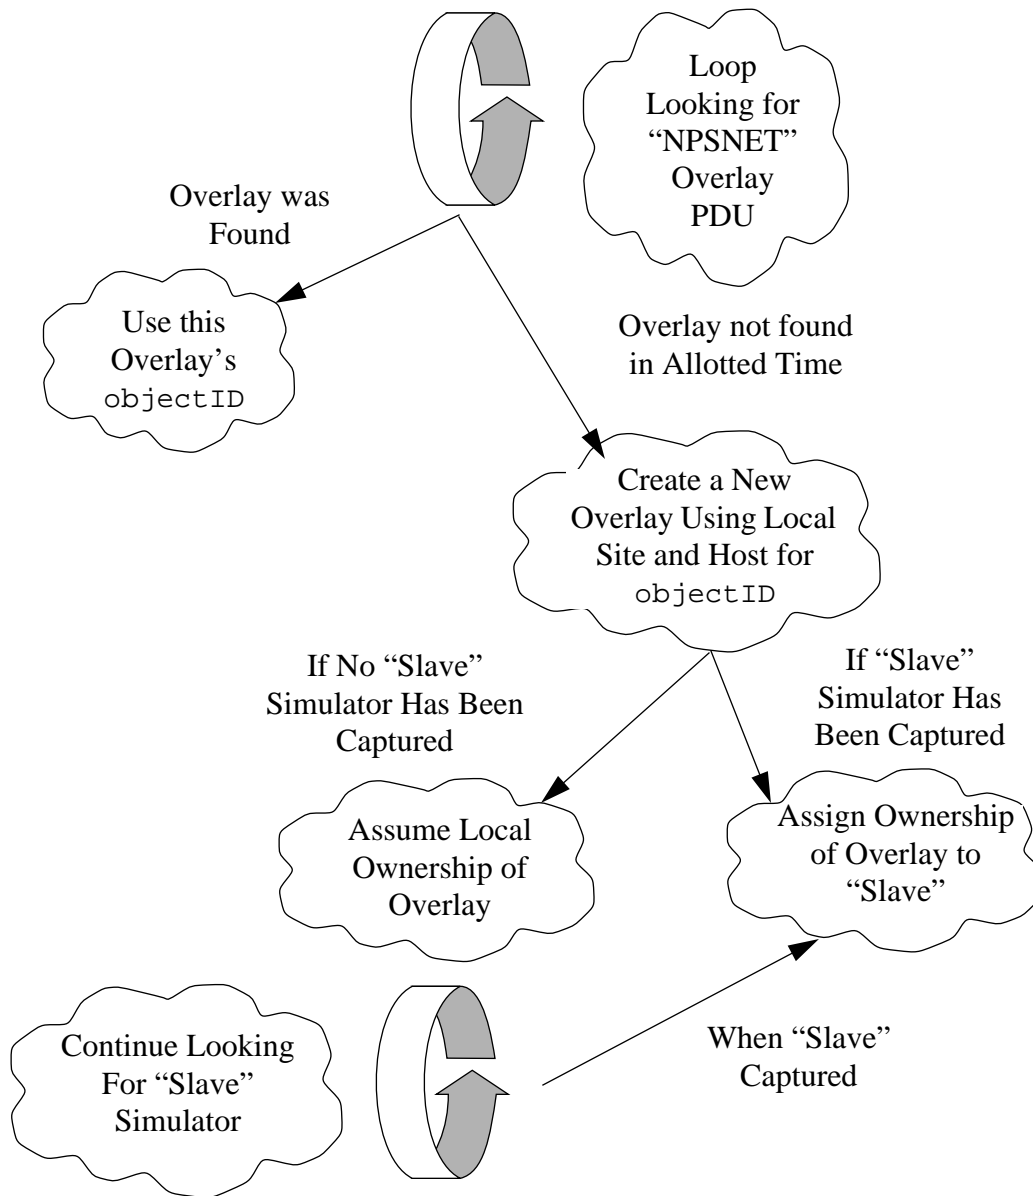 Loop
Looking for
“NPSNET”
Overlay
PDU
Overlay was
Found
Use this
Overlay’s
objectID
Overlay not found
in Allotted Time
Create a New
Overlay Using Local
Site and Host for
objectID
If No “Slave”
Simulator Has Been
Captured
If “Slave”
Simulator Has
Been Captured
Assume Local
Ownership of
Overlay
Assign Ownership
of Overlay to
“Slave”
Continue Looking
For “Slave”
Simulator
When “Slave”
Captured